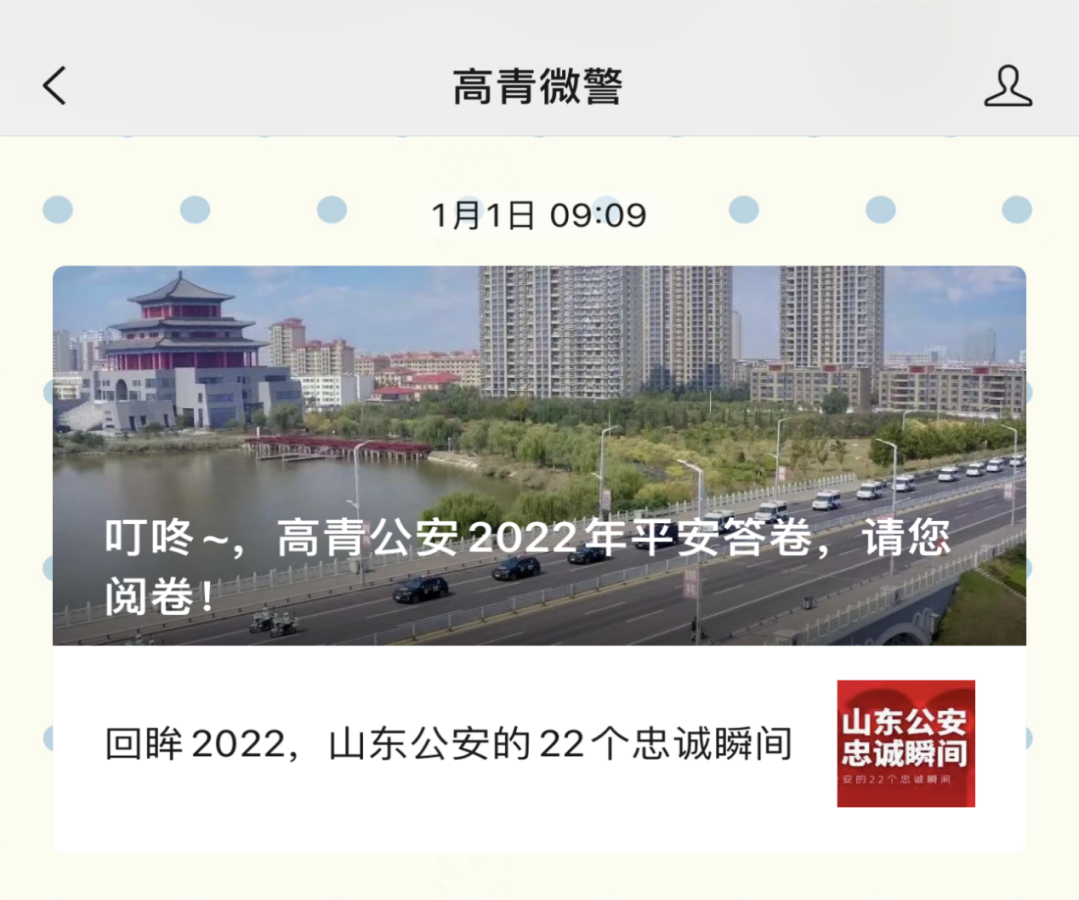 高青微警
1月1日 09:09
叮咚~，高青公安2022年平安答卷，请您
阅卷！
回眸2022，山东公安的22个忠诚瞬间
山东公安
忠诚瞬间
安的22个忠诚瞬间